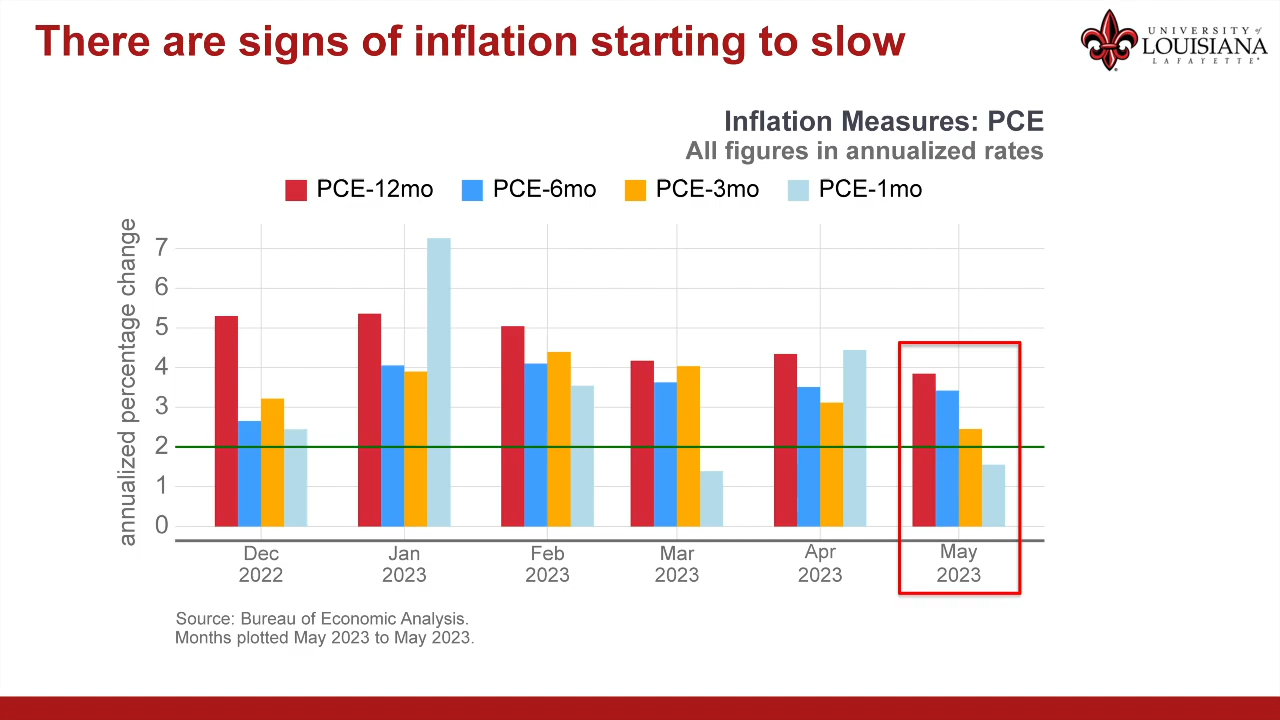 There are signs of inflation starting to slow
UNIVERSITY of
LOUISIANA
LAFAYETTE
Inflation Measures: PCE
All figures in annualized rates
PCE-12mo PCE-6mo PCE-3mo PCE-1mo
annualized percentage change
7
6
5
4
3
2
1
0
Dec Jan Feb Mar Apr May
2022 2023 2023 2023 2023 2023
Source: Bureau of Economic Analysis.
Months plotted May 2023 to May 2023.